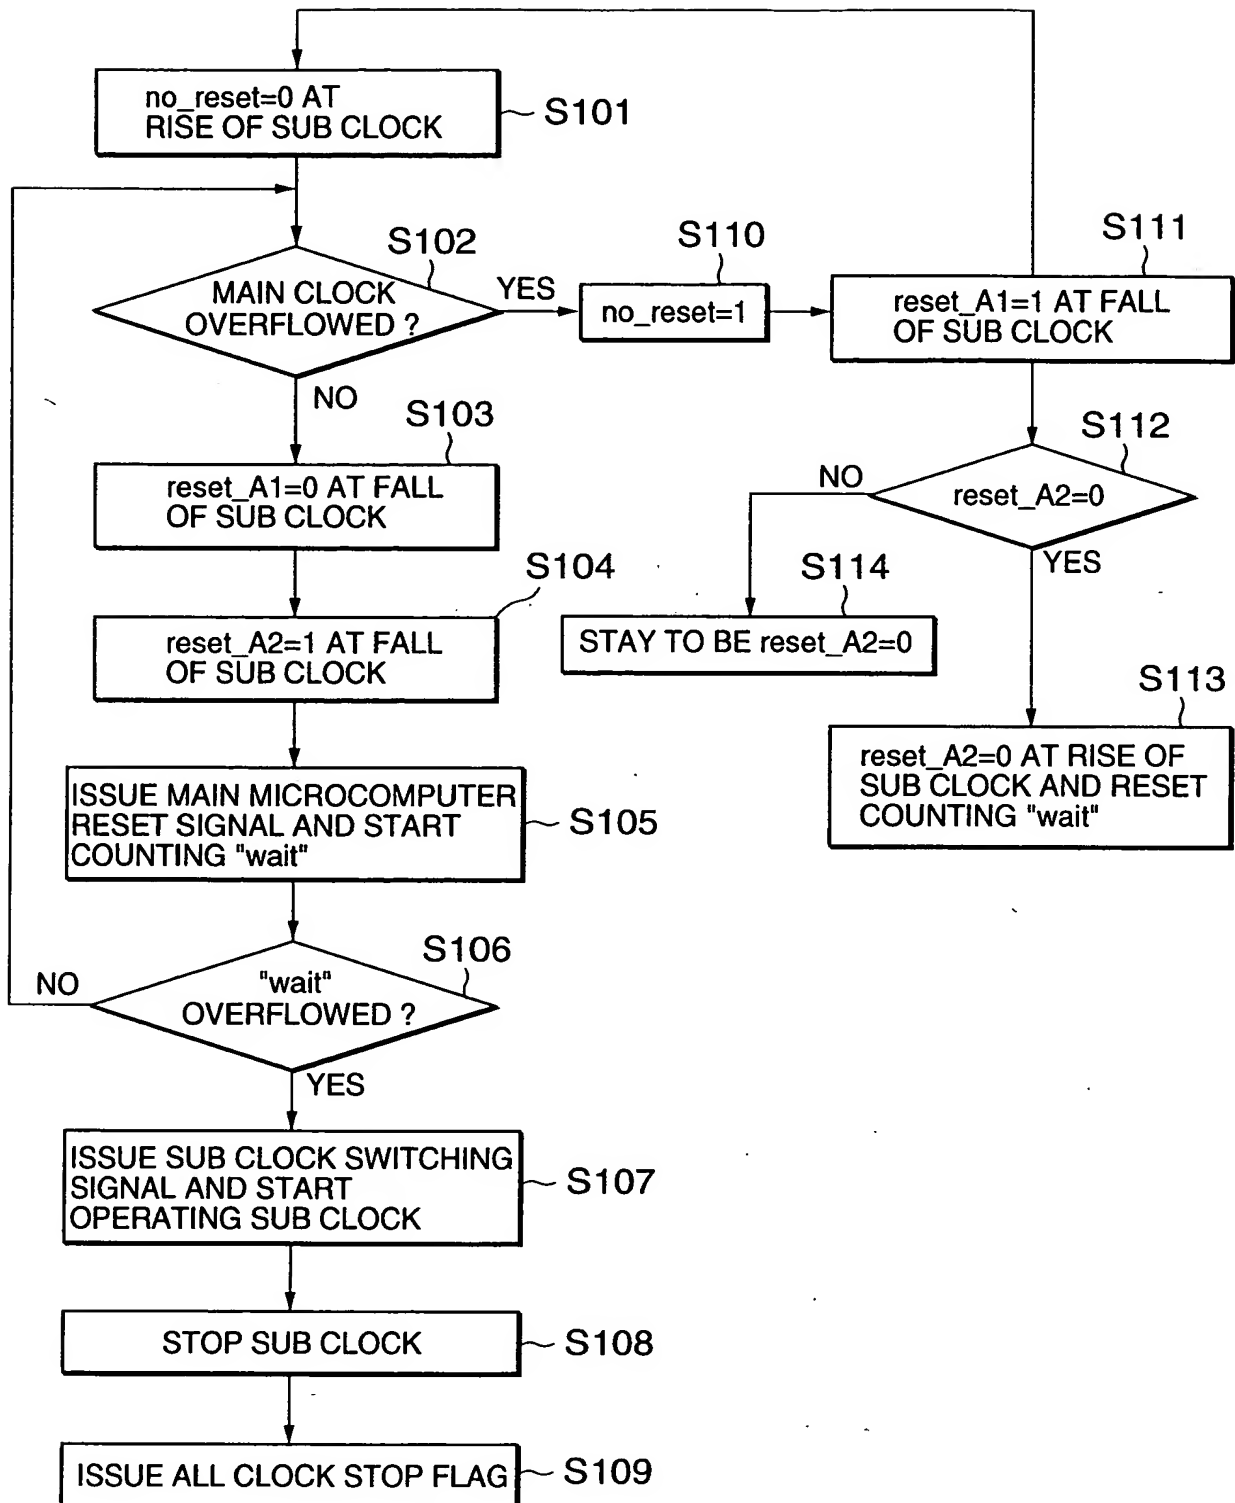 no_reset=0 AT
RISE OF SUB CLOCK
S101
S102
MAIN CLOCK
OVERFLOWED ?
YES
NO
S110
no_reset=1
S111
reset_A1=1 AT FALL
OF SUB CLOCK
S103
reset_A1=0 AT FALL
OF SUB CLOCK
S112
reset_A2=0
NO
YES
S104
reset_A2=1 AT FALL
OF SUB CLOCK
S114
STAY TO BE reset_A2=0
S113
reset_A2=0 AT RISE OF
SUB CLOCK AND RESET
COUNTING "wait"
ISSUE MAIN MICROCOMPUTER
RESET SIGNAL AND START
COUNTING "wait"
S105
S106
"wait"
OVERFLOWED ?
NO
YES
ISSUE SUB CLOCK SWITCHING
SIGNAL AND START
OPERATING SUB CLOCK
S107
STOP SUB CLOCK
S108
ISSUE ALL CLOCK STOP FLAG
S109